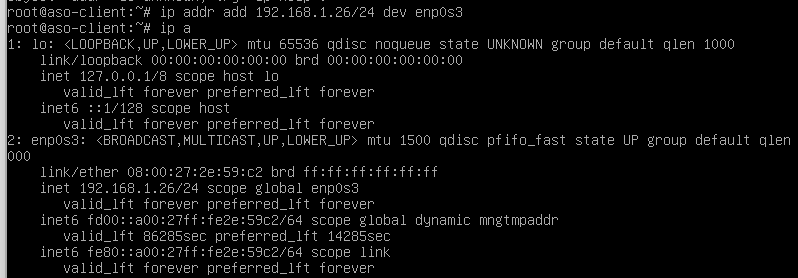 root@aso-client:~# ip addr add 192.168.1.26/24 dev enp0s3
root@aso-client:~# ip a
1: lo: <LOOPBACK,UP,LOWER_UP> mtu 65536 qdisc noqueue state UNKNOWN group default qlen 1000
    link/loopback 00:00:00:00:00:00 brd 00:00:00:00:00:00
    inet 127.0.0.1/8 scope host lo
       valid_lft forever preferred_lft forever
    inet6 ::1/128 scope host
       valid_lft forever preferred_lft forever
2: enp0s3: <BROADCAST,MULTICAST,UP,LOWER_UP> mtu 1500 qdisc pfifo_fast state UP group default qlen
000
    link/ether 08:00:27:2e:59:c2 brd ff:ff:ff:ff:ff:ff
    inet 192.168.1.26/24 scope global enp0s3
       valid_lft forever preferred_lft forever
    inet6 fd00::a00:27ff:fe2e:59c2/64 scope global dynamic mngtmpaddr
       valid_lft 86285sec preferred_lft 14285sec
    inet6 fe80::a00:27ff:fe2e:59c2/64 scope link
       valid_lft forever preferred_lft forever